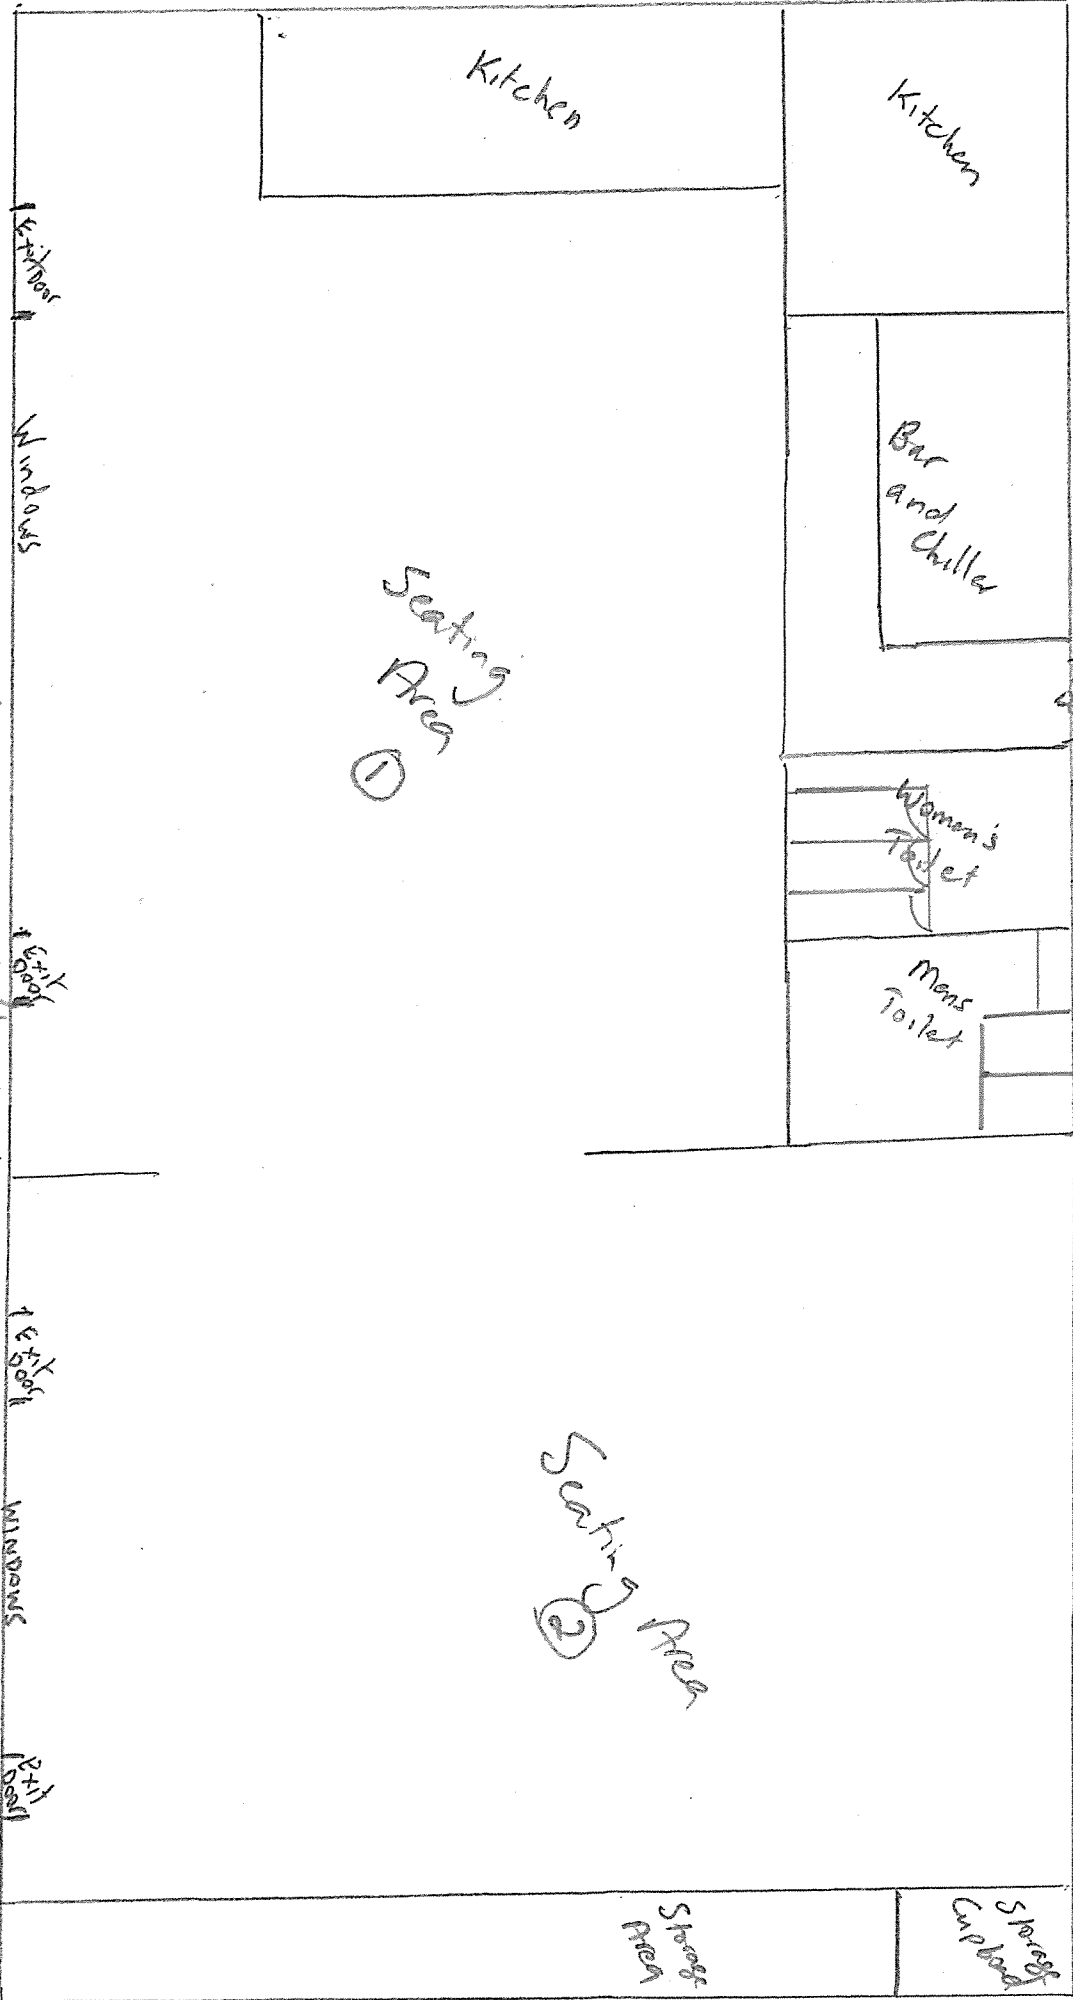 Kitchen
Kitchen
Exit Door
Windows
Bar
and
Chiller
Seating
Area
1
Women's
Toilet
Exit
Door
Mens
Toilet
Exit
Door
Seating Area
2
WINDOWS
Exit
Door
Storage
Area
Storage
Cupboard